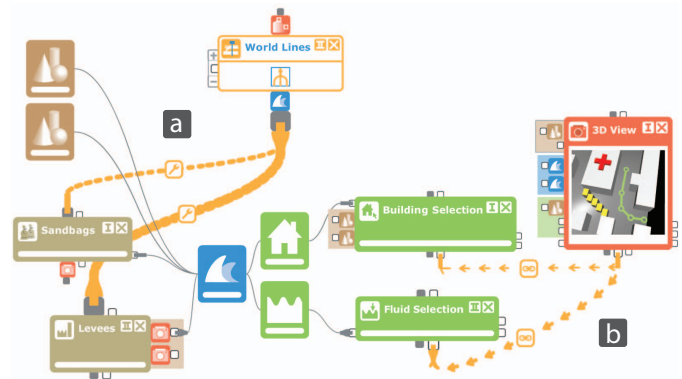 World Lines
a
3D View
Building Selection
Sandbags
Levees
Fluid Selection
b